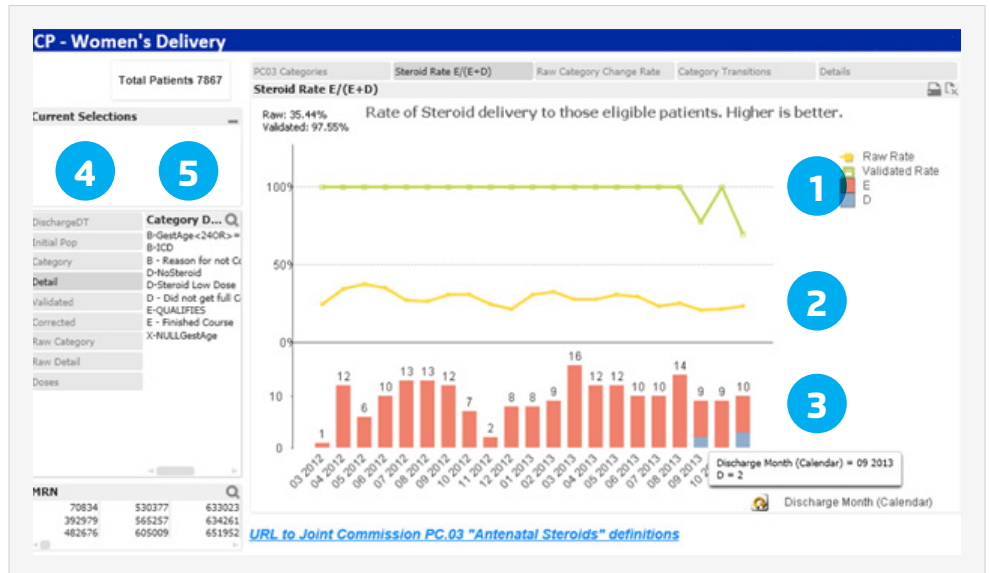 CP - Women's Delivery
Total Patients 7867
PC03 Categories
Steroid Rate E/(E+D)
Raw Category Change Rate
Category Transitions
Details
Steroid Rate E/(E+D)
Current Selections
4
5
DischargeDT
Initial Pop
Category
Detail
Validated
Corrected
Raw Category
Raw Detail
Doses
Category D...
B-GestAge<24OR>=
B-ICD
B - Reason for not Co
D-NoSteroid
D-Steroid Low Dose
D - Did not get full C
E-QUALIFIES
E - Finished Course
X-NULLGestAge
MRN
70834 530377 633023
392979 565257 634261
482676 605009 651952
Raw: 35.44%
Validated: 97.55%
Rate of Steroid delivery to those eligible patients. Higher is better.
Raw Rate
Validated Rate
E
D
1
2
3
100%
50%
0%
10
0
1 12 6 10 13 13 12 7 2 8 8 9 16 12 12 10 10 14 9 9 10
03 2012 04 2012 05 2012 06 2012 07 2012 08 2012 09 2012 10 2012 11 2012 12 2012 01 2013 02 2013 03 2013 04 2013 05 2013 06 2013 07 2013 08 2013 09 2013 10
Discharge Month (Calendar) = 09 2013
D = 2
Discharge Month (Calendar)
URL to Joint Commission PC.03 "Antenatal Steroids" definitions